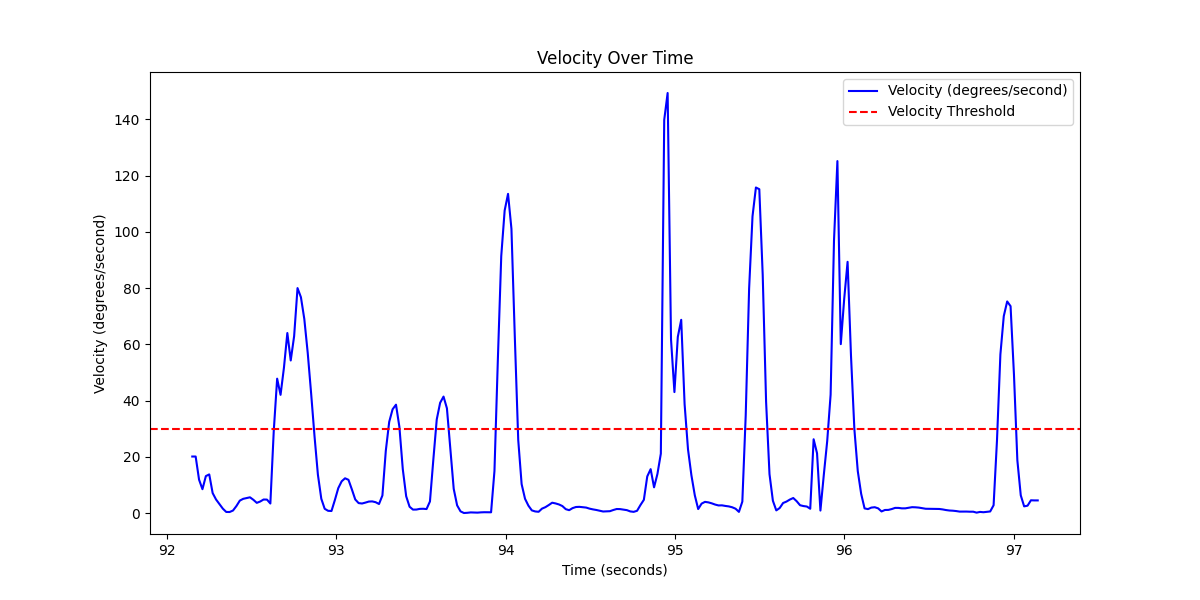 Velocity Over Time
Velocity (degrees/second)
Velocity Threshold
Velocity (degrees/second)
140
120
100
80
60
40
20
0
92 93 94 95 96 97
Time (seconds)